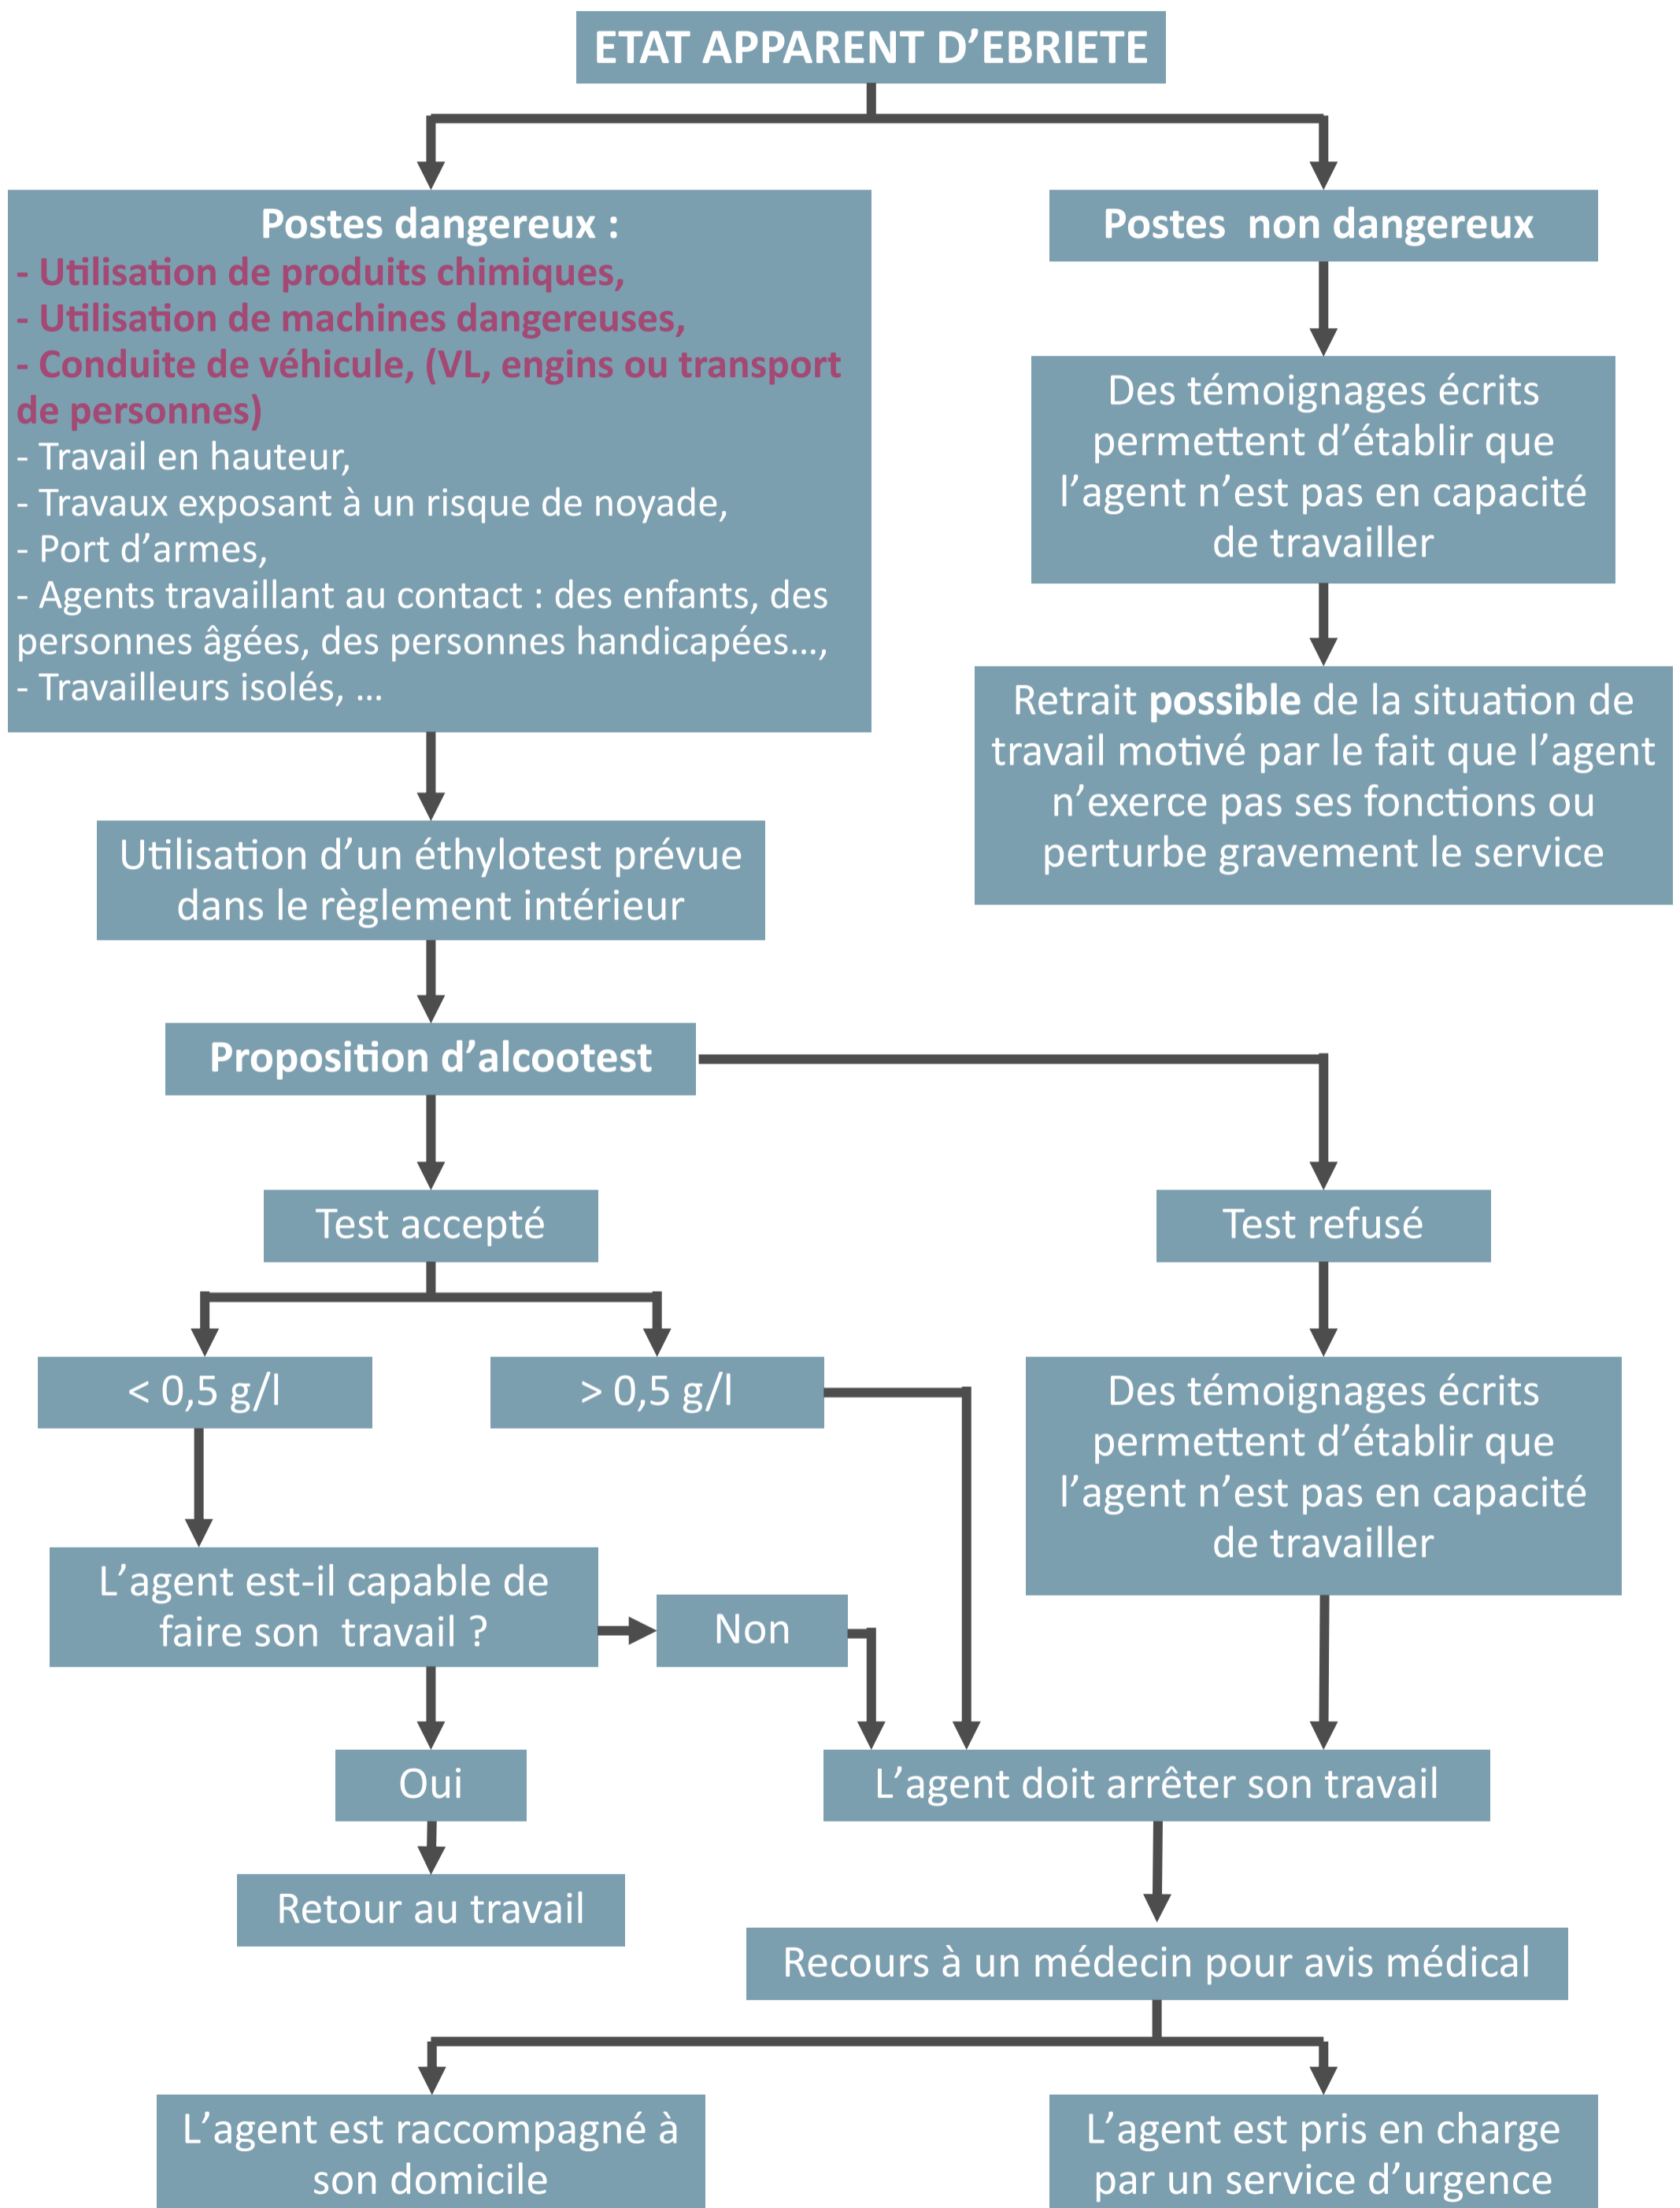 ETAT APPARENT D’EBRIETE
Postes dangereux :
- Utilisation de produits chimiques,
- Utilisation de machines dangereuses,
- Conduite de véhicule, (VL, engins ou transport
de personnes)
- Travail en hauteur,
- Travaux exposant à un risque de noyade,
- Port d’armes,
- Agents travaillant au contact : des enfants, des
personnes âgées, des personnes handicapées...,
- Travailleurs isolés, ...
Postes non dangereux
Des témoignages écrits
permettent d’établir que
l’agent n’est pas en capacité
de travailler
Retrait possible de la situation de
travail motivé par le fait que l’agent
n’exerce pas ses fonctions ou
perturbe gravement le service
Utilisation d’un éthylotest prévue
dans le règlement intérieur
Proposition d’alcootest
Test accepté
Test refusé
< 0,5 g/l
> 0,5 g/l
Des témoignages écrits
permettent d’établir que
l’agent n’est pas en capacité
de travailler
L’agent est-il capable de
faire son travail ?
Non
Oui
L’agent doit arrêter son travail
Retour au travail
Recours à un médecin pour avis médical
L’agent est raccompagné à
son domicile
L’agent est pris en charge
par un service d’urgence